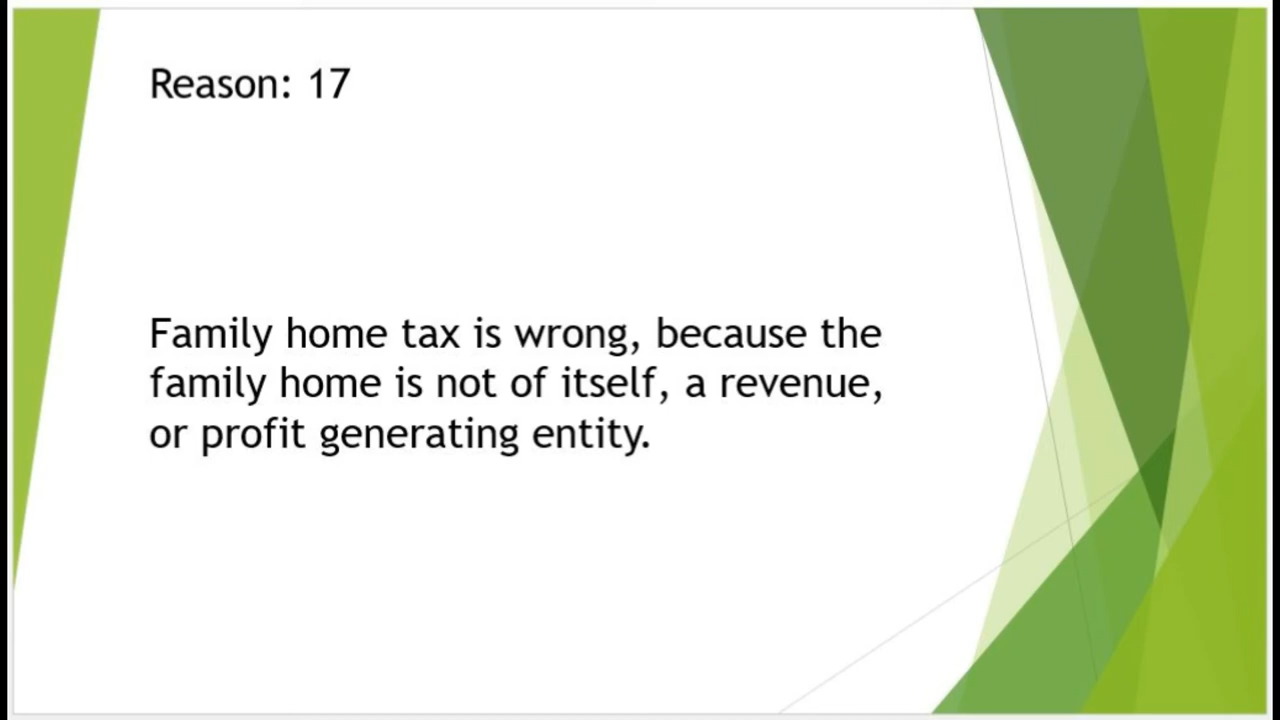 Reason: 17
Family home tax is wrong, because the
family home is not of itself, a revenue,
or profit generating entity.